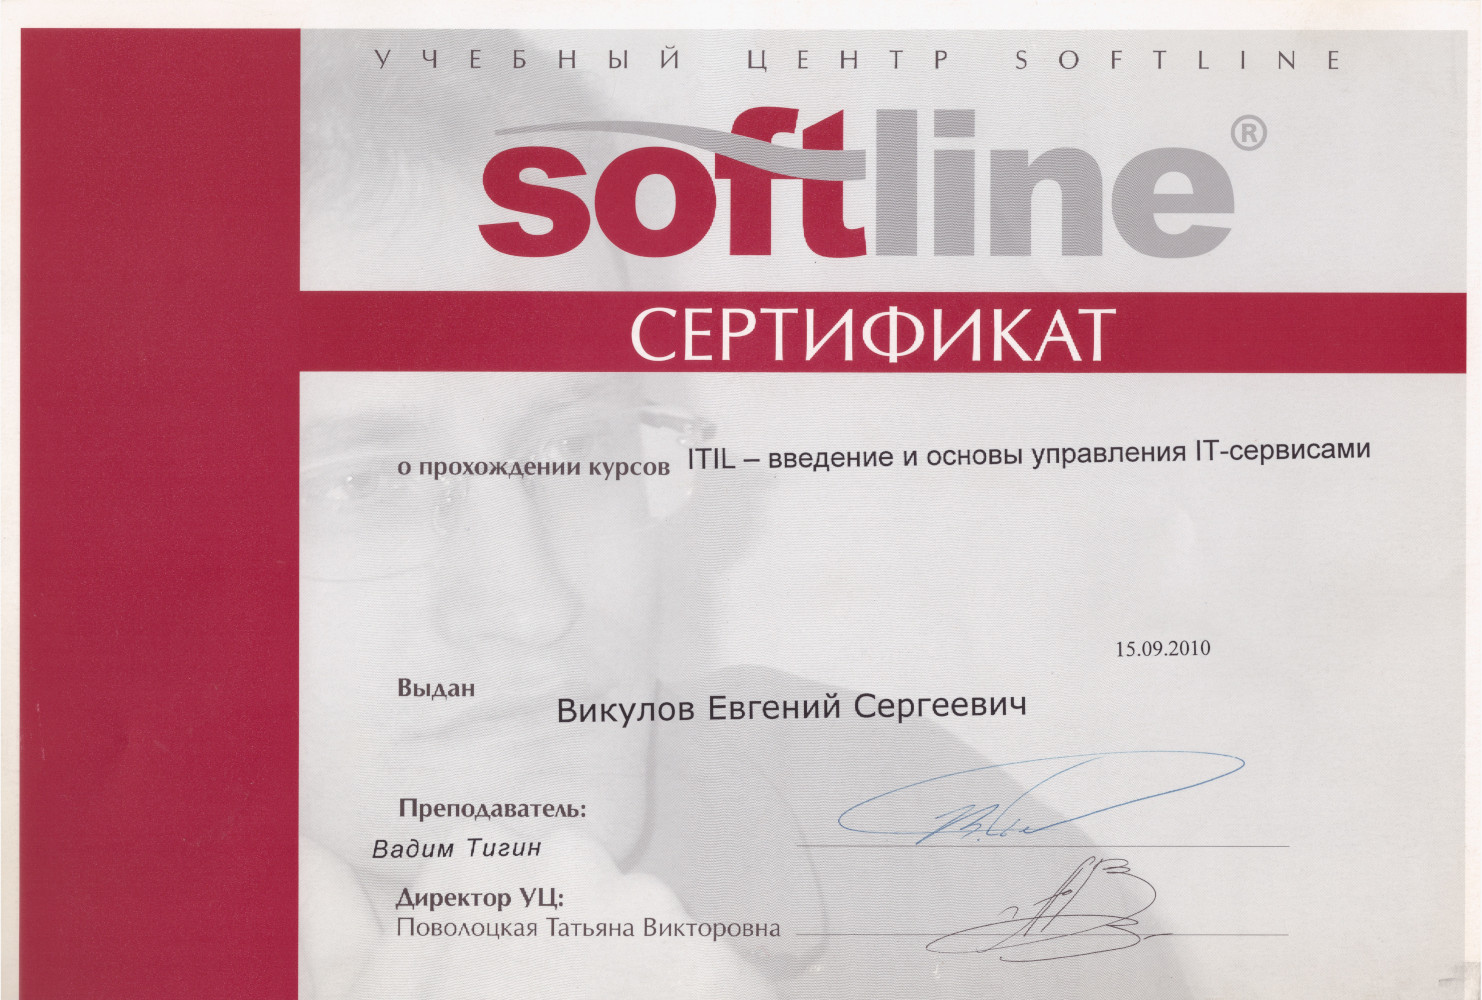 УЧЕБНЫЙ ЦЕНТР SOFTLINE
softline®
СЕРТИФИКАТ
о прохождении курсов ITIL – введение и основы управления IT-сервисами
15.09.2010
Выдан
Викулов Евгений Сергеевич
Преподаватель:
Вадим Тигин
Директор УЦ:
Поволоцкая Татьяна Викторовна